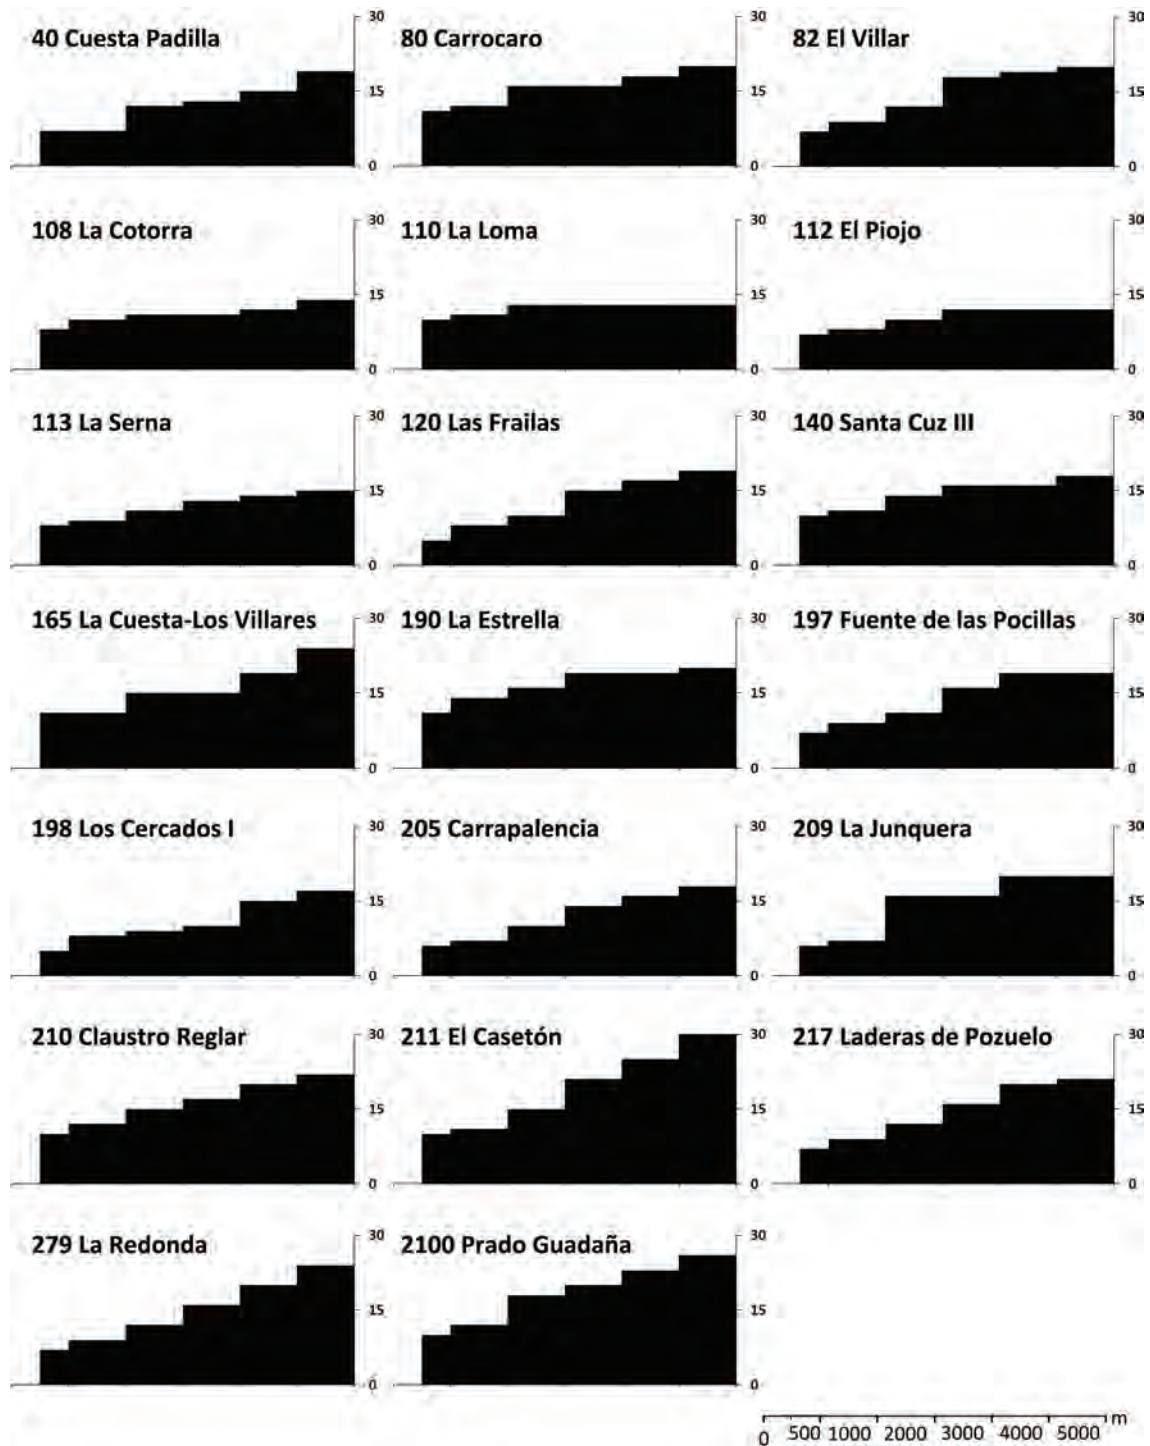 40 Cuesta Padilla
30
15
0
80 Carrocaro
30
15
0
82 El Villar
30
15
0
108 La Cotorra
30
15
0
110 La Loma
30
15
0
112 El Piojo
30
15
0
113 La Serna
30
15
0
120 Las Frailas
30
15
0
140 Santa Cuz III
30
15
0
165 La Cuesta-Los Villares
30
15
0
190 La Estrella
30
15
0
197 Fuente de las Pocillas
30
15
0
198 Los Cercados I
30
15
0
205 Carrapalencia
30
15
0
209 La Junquera
30
15
0
210 Claustro Reglar
30
15
0
211 El Casetón
30
15
0
217 Laderas de Pozuelo
30
15
0
279 La Redonda
30
15
0
2100 Prado Guadaña
30
15
0
0 500 1000 2000 3000 4000 5000 m